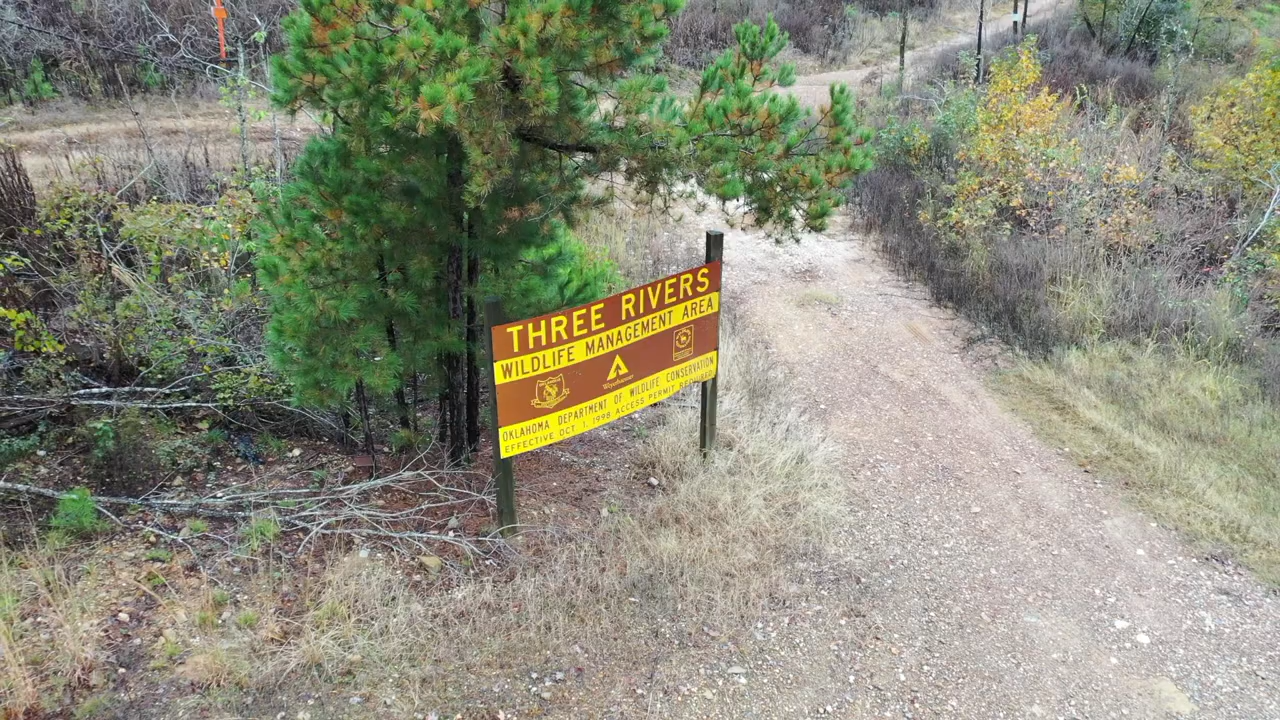 THREE RIVERS
WILDLIFE MANAGEMENT AREA
Weyerhaeuser
OKLAHOMA DEPARTMENT OF WILDLIFE CONSERVATION
EFFECTIVE OCT. 1, 1998 ACCESS PERMIT REQUIRED